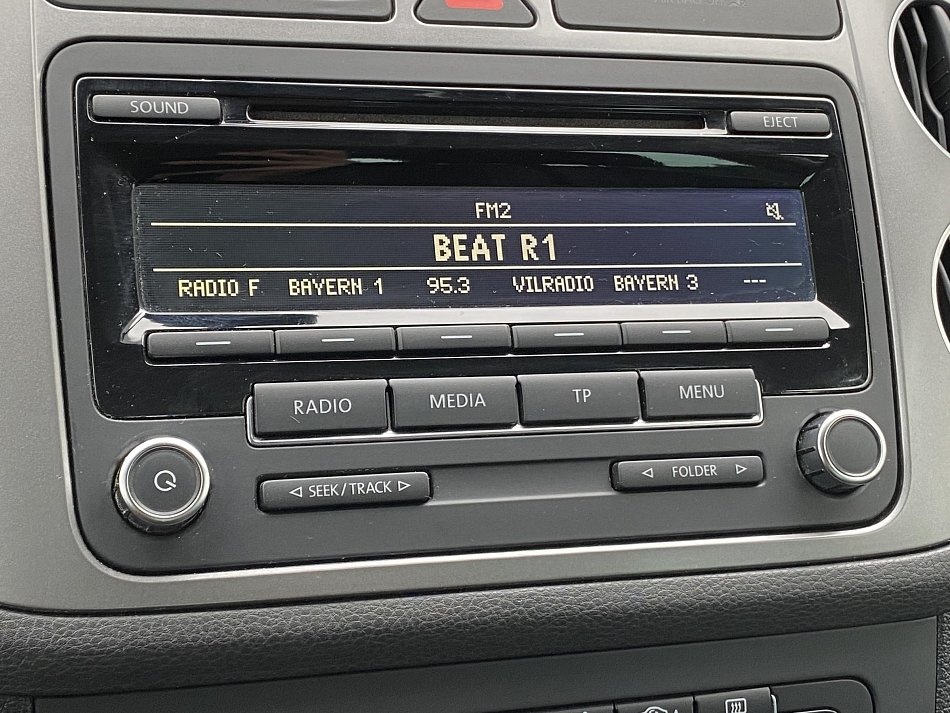 SOUND
EJECT
FM2
BEAT R1
RADIO F BAYERN 1 95.3 VILRADIO BAYERN 3 ---
RADIO MEDIA TP MENU
SEEK/TRACK
FOLDER